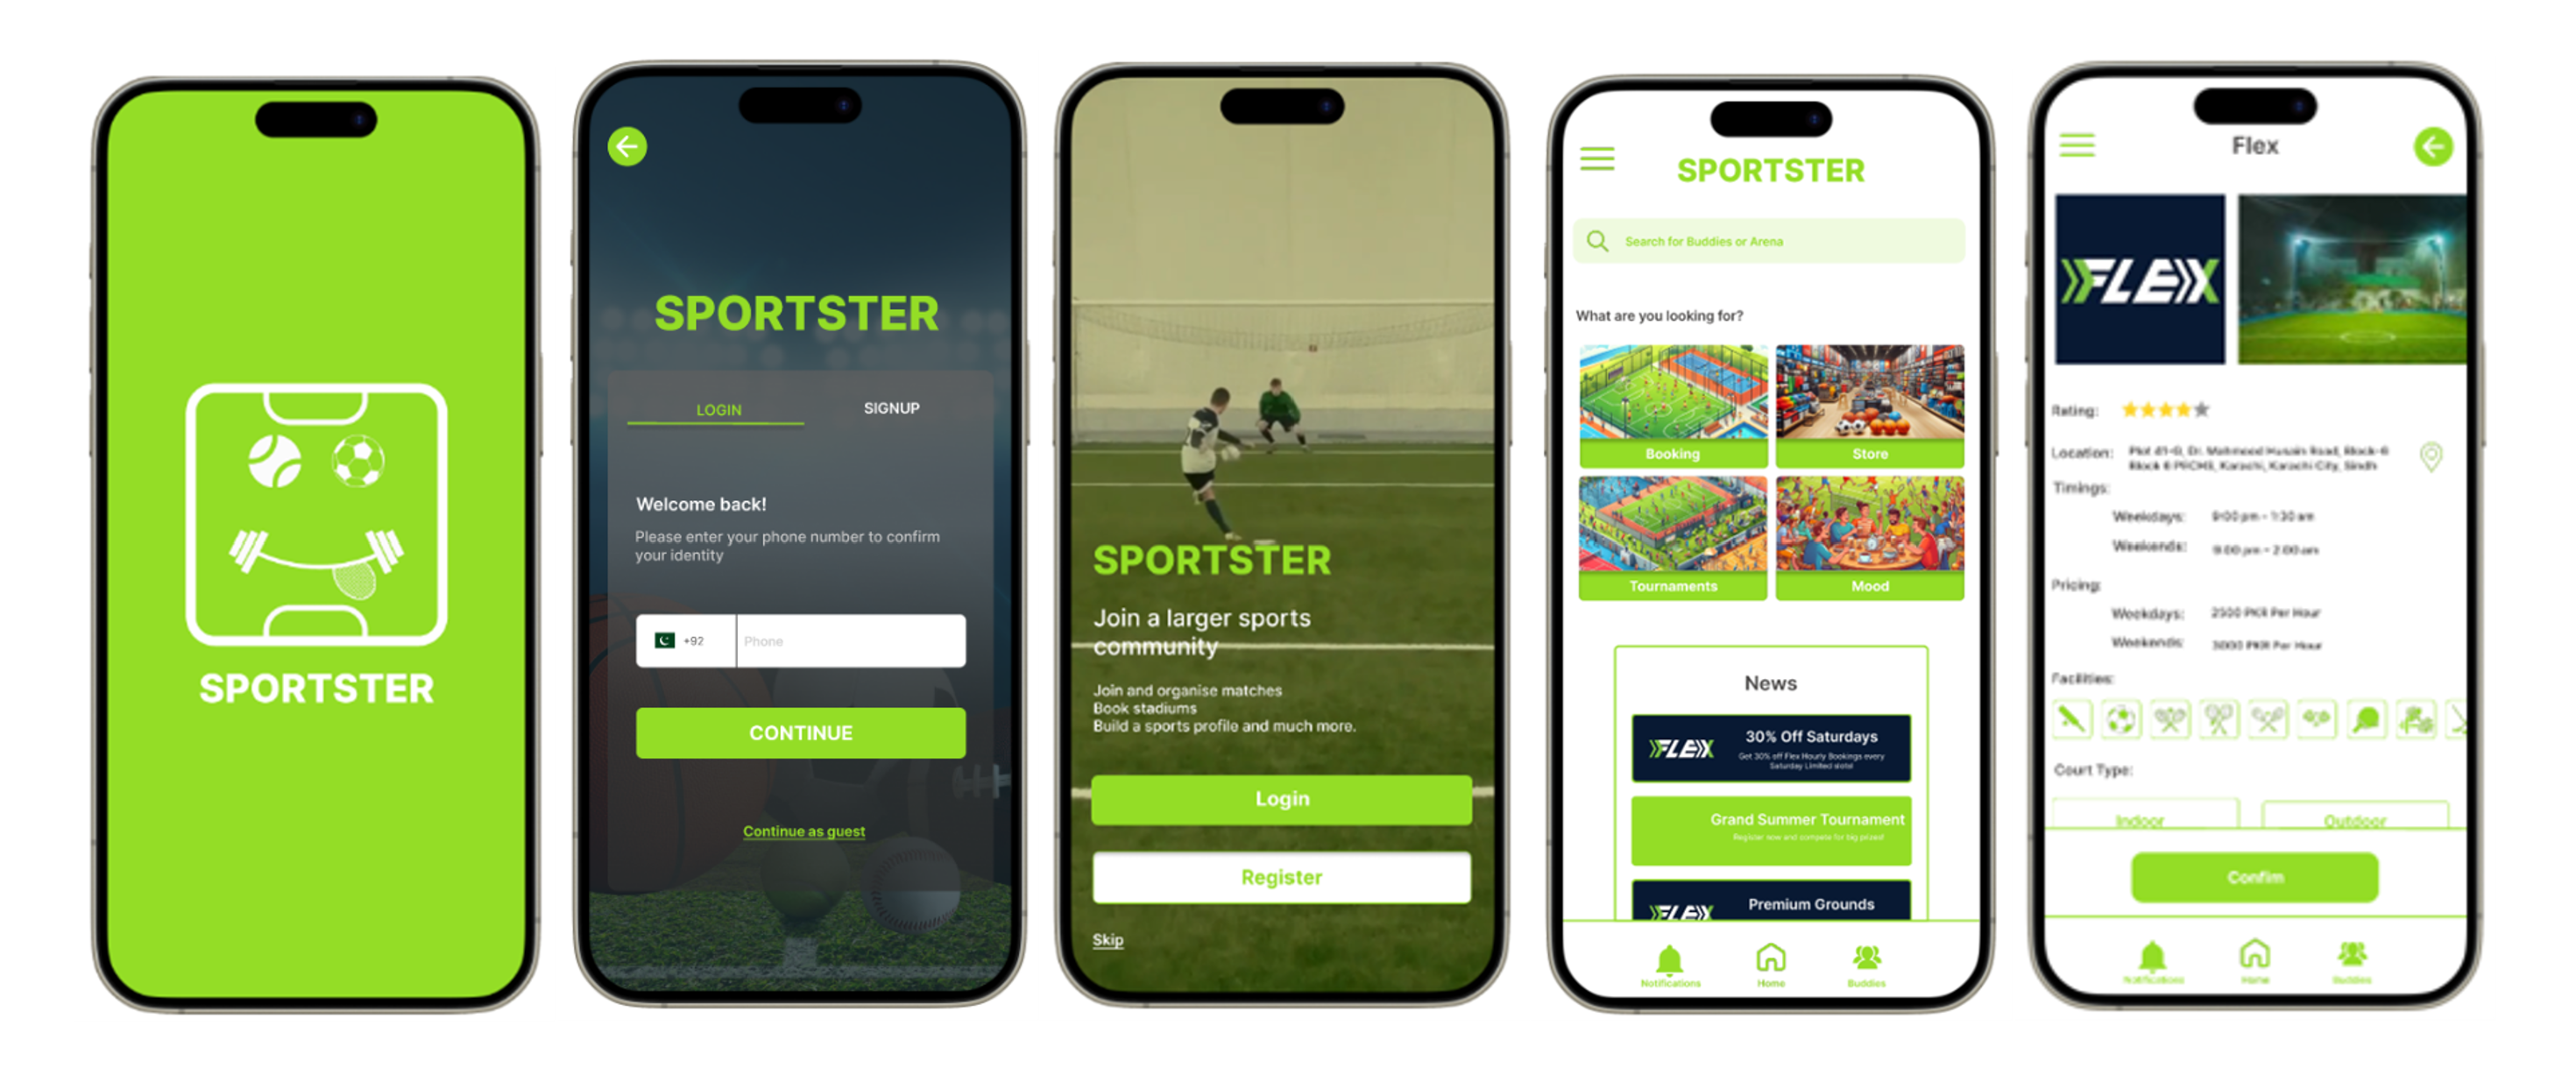 SPORTSTER
SPORTSTER
LOGIN
SIGNUP
Welcome back!
Please enter your phone number to confirm
your identity
+92
Phone
CONTINUE
Continue as guest
SPORTSTER
Join a larger sports
community
Join and organise matches
Book stadiums
Build a sports profile and much more.
Login
Register
Skip
SPORTSTER
Search for Buddies or Arena
What are you looking for?
Booking
Store
Tournaments
Mood
News
FLEX
30% Off Saturdays
Get 30% off Flex Hourly Bookings every
Saturday Limited slots!
Grand Summer Tournament
Register now and compete for big prizes!
FLEX
Premium Grounds
Notifications
Home
Buddies
Flex
FLEX
Rating:
Location:
Plot 41-G, Dr. Mahmood Husain Road, Block-6
Block 6 PECHS, Karachi, Karachi City, Sindh
Timings:
Weekdays:
9:00 pm - 1:30 am
Weekends:
9:00 pm - 2:00 am
Pricing:
Weekdays:
2500 PKR Per Hour
Weekends:
3000 PKR Per Hour
Facilities:
Court Type:
Indoor
Outdoor
Confim
Notifications
Home
Buddies